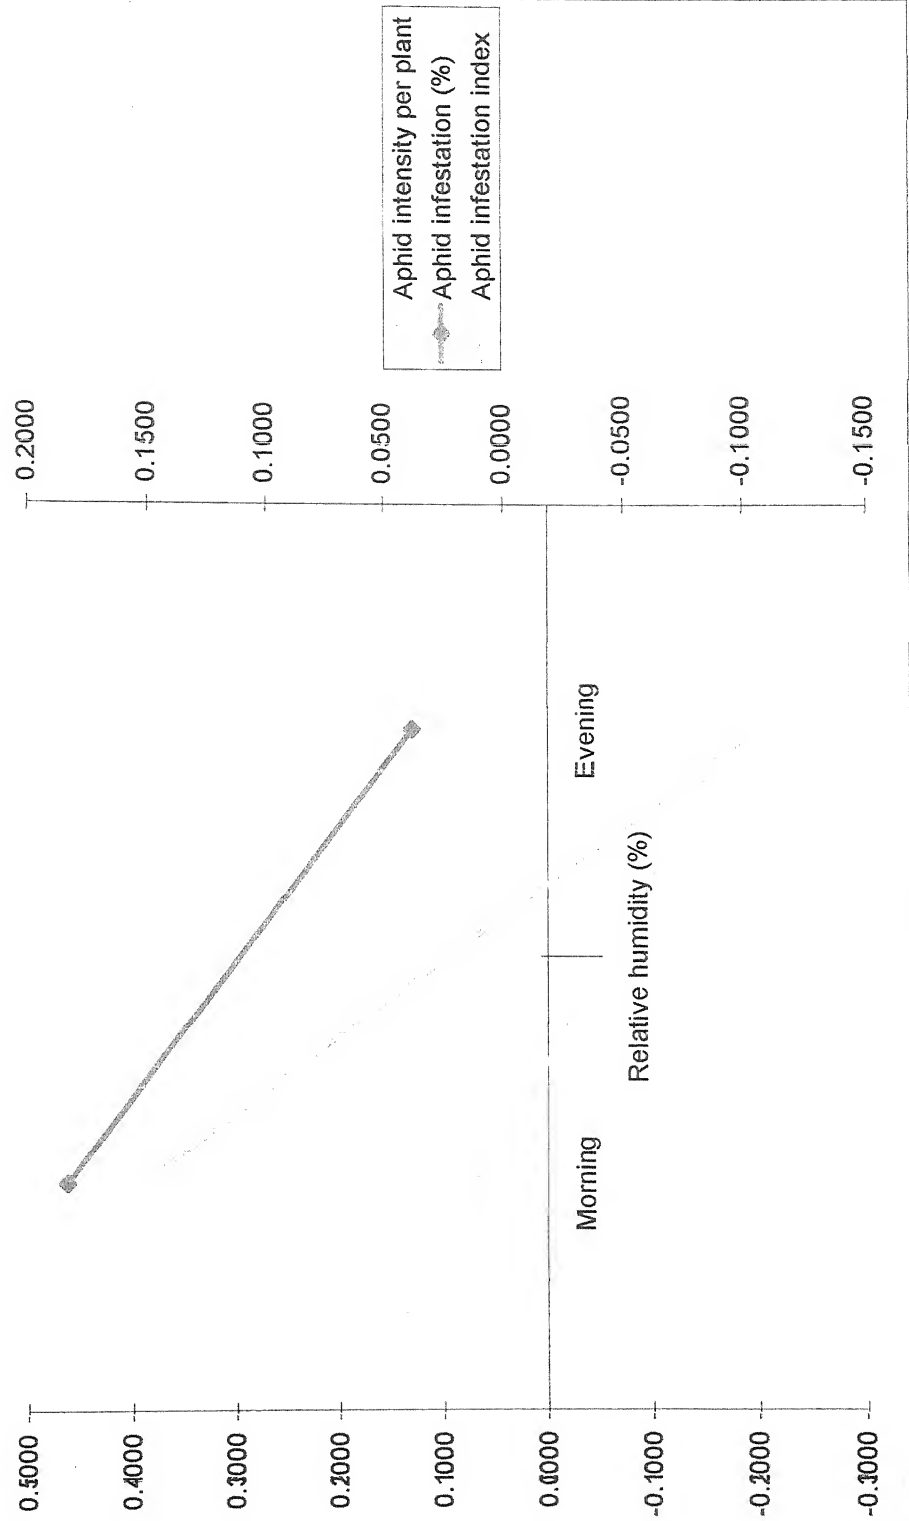 0.5000
0.4000
0.3000
0.2000
0.1000
0.0000
-0.1000
-0.2000
-0.3000
Morning
Evening
Relative humidity (%)
0.2000
0.1500
0.1000
0.0500
0.0000
-0.0500
-0.1000
-0.1500
Aphid intensity per plant
Aphid infestation (%)
Aphid infestation index